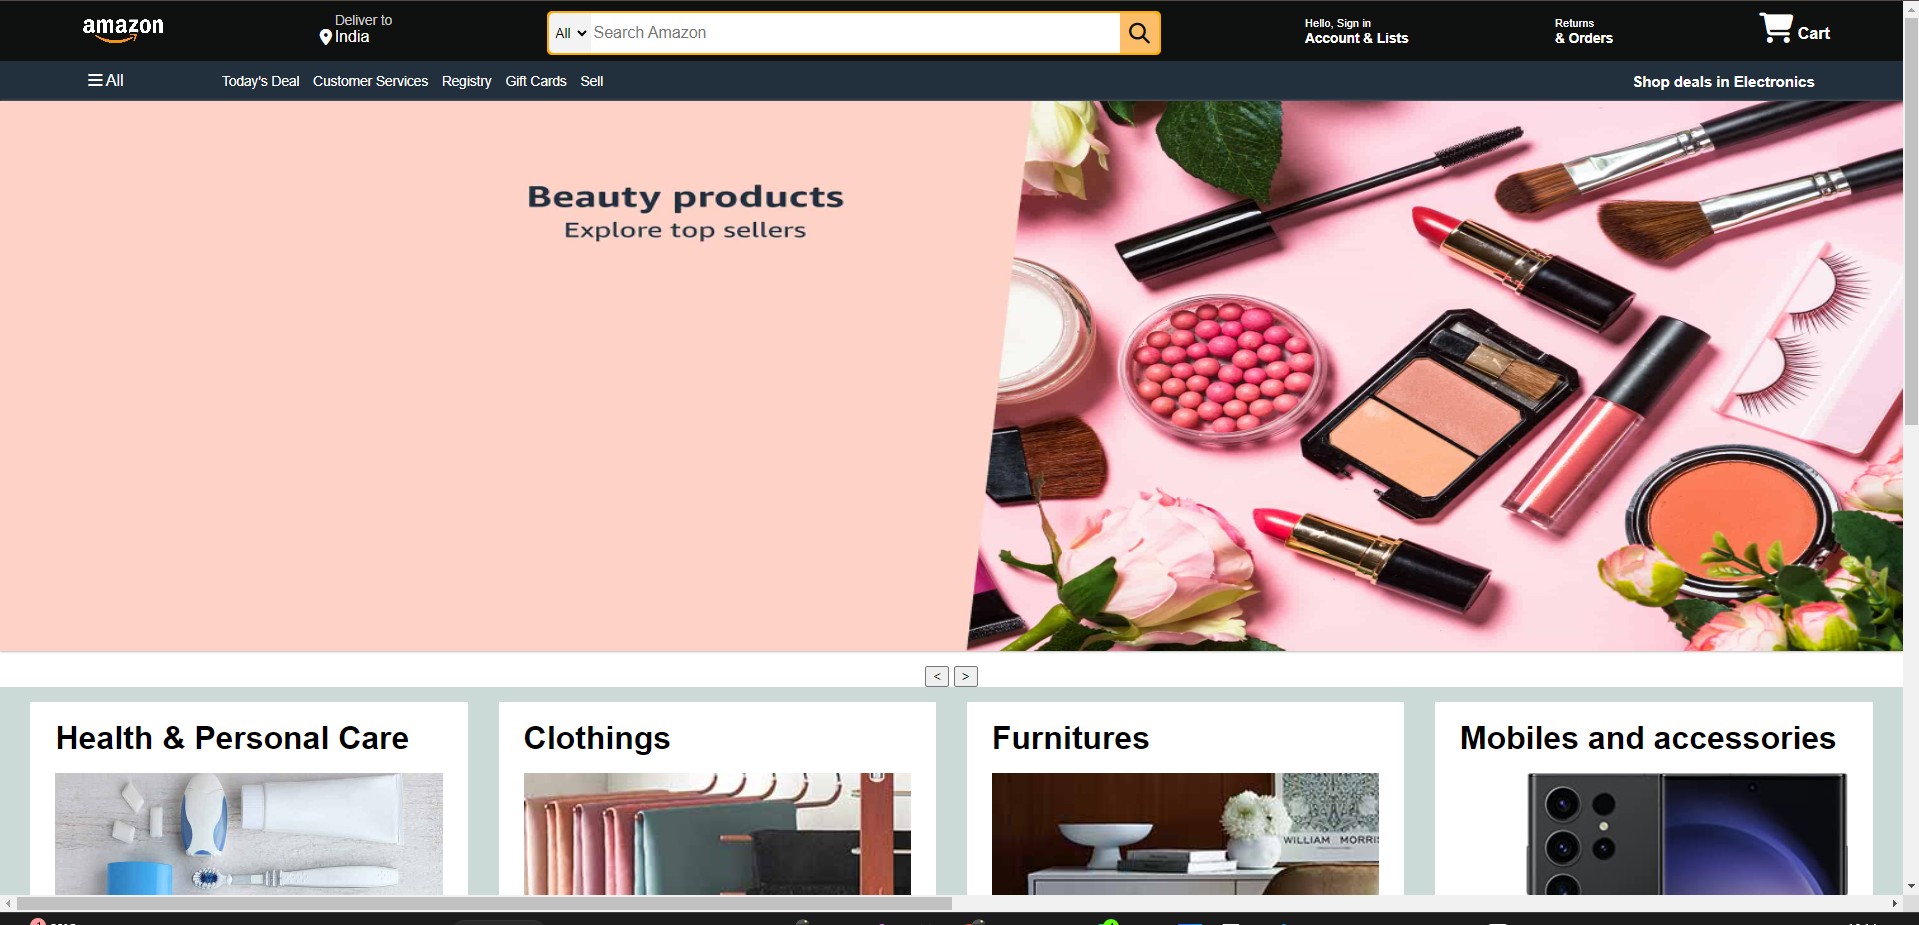 amazon
Deliver to
India
All
Search Amazon
Hello, Sign in
Account & Lists
Returns
& Orders
Cart
All
Today's Deal
Customer Services
Registry
Gift Cards
Sell
Shop deals in Electronics
Beauty products
Explore top sellers
<
>
Health & Personal Care
Clothings
Furnitures
Mobiles and accessories
WILLIAM MORRIS